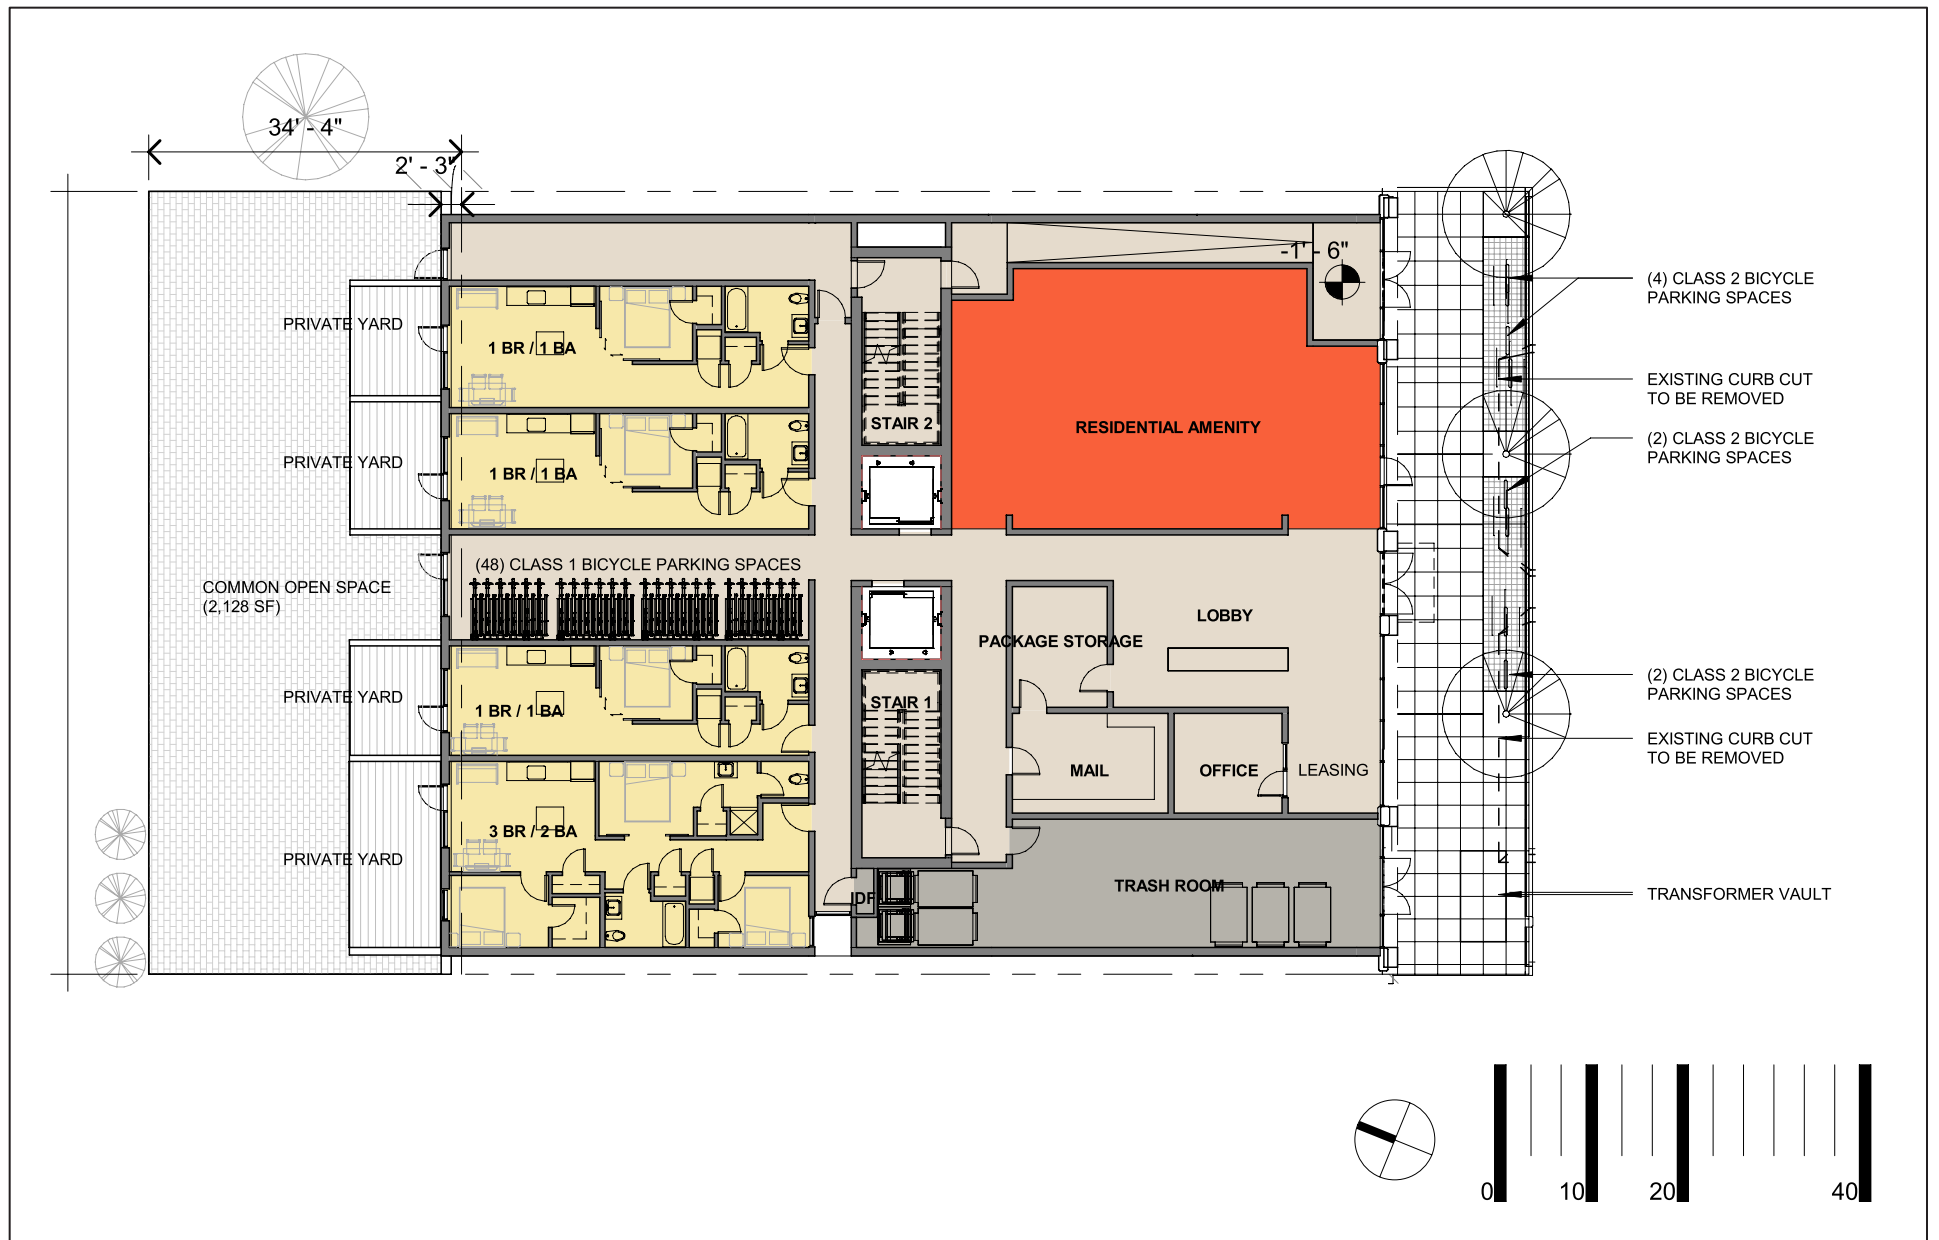 34' - 4"
2' - 3"
-1' - 6"
(4) CLASS 2 BICYCLE
PARKING SPACES
PRIVATE YARD
1 BR / 1 BA
EXISTING CURB CUT
TO BE REMOVED
STAIR 2
RESIDENTIAL AMENITY
(2) CLASS 2 BICYCLE
PARKING SPACES
PRIVATE YARD
1 BR / 1 BA
(48) CLASS 1 BICYCLE PARKING SPACES
COMMON OPEN SPACE
(2,128 SF)
LOBBY
PACKAGE STORAGE
(2) CLASS 2 BICYCLE
PARKING SPACES
PRIVATE YARD
1 BR / 1 BA
STAIR 1
EXISTING CURB CUT
TO BE REMOVED
MAIL
OFFICE
LEASING
3 BR / 2 BA
PRIVATE YARD
IDF
TRASH ROOM
TRANSFORMER VAULT
0
10
20
40